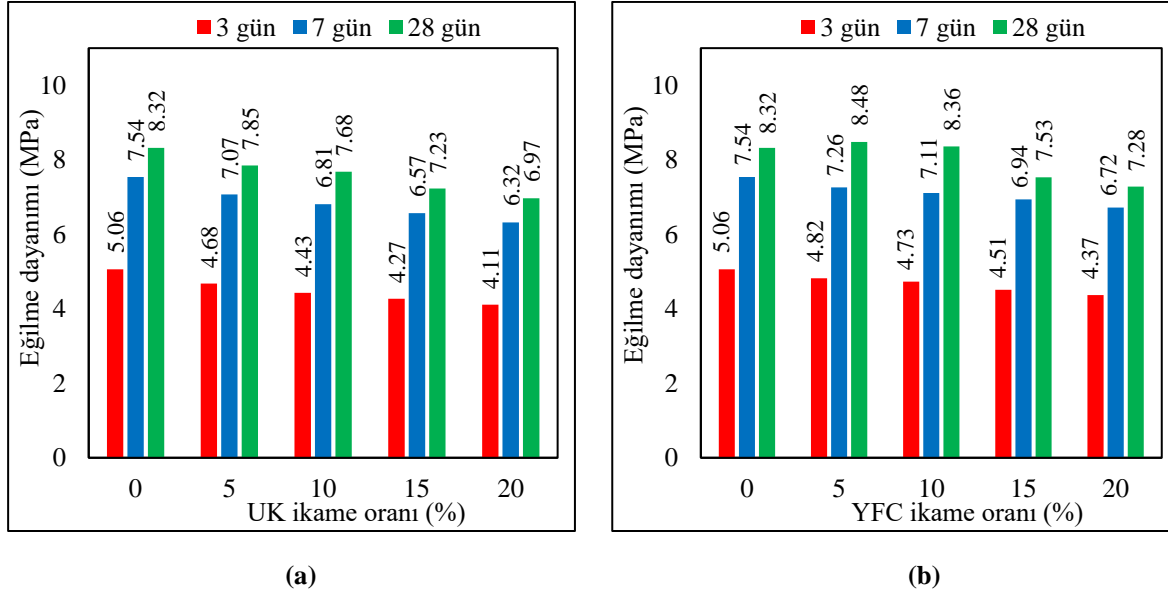 3 gün 7 gün 28 gün
Eğilme dayanımı (MPa)
10
8
6
4
2
0
5.06 7.54 8.32
4.68 7.07 7.85
4.43 6.81 7.68
4.27 6.57 7.23
4.11 6.32 6.97
0 5 10 15 20
UK ikame oranı (%)
(a)
3 gün 7 gün 28 gün
Eğilme dayanımı (MPa)
10
8
6
4
2
0
5.06 7.54 8.32
4.82 7.26 8.48
4.73 7.11 8.36
4.51 6.94 7.53
4.37 6.72 7.28
0 5 10 15 20
YFC ikame oranı (%)
(b)